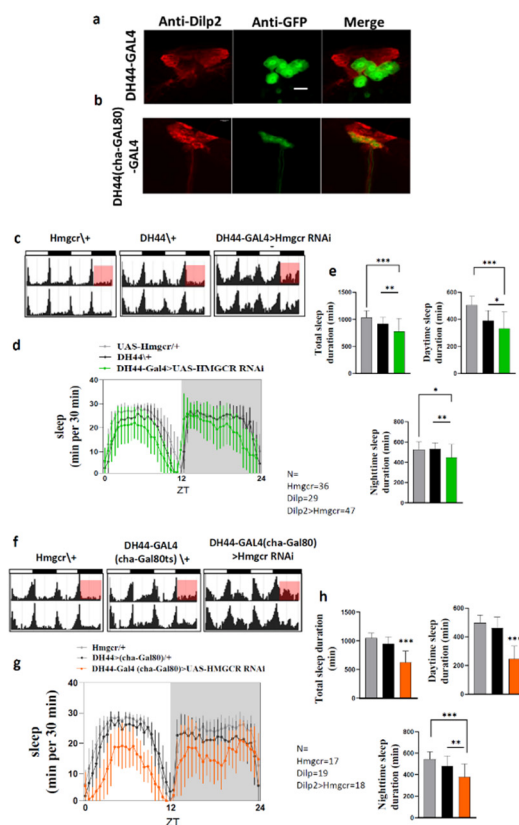 a
Anti-Dilp2 Anti-GFP Merge
DH44-GAL4
b
DH44(cha-GAL80)
-GAL4
c
Hmgcr\+ DH44\+ DH44-GAL4>Hmgcr RNAi
d
UAS-Hmgcr/+
DH44\+
DH44-Gal4>UAS-HMGCR RNAi
sleep
(min per 30 min)
40
30
20
10
0
0 12 24
ZT
e
Total sleep
duration (min)
1500
1000
500
0
***
**
Daytime sleep
duration (min)
600
400
200
0
***
*
Nighttime sleep
duration (min)
800
600
400
200
0
*
**
N=
Hmgcr=36
Dilp=29
Dilp2>Hmgcr=47
f
Hmgcr\+
DH44-GAL4
(cha-Gal80ts) \+
DH44-GAL4(cha-Gal80)
>Hmgcr RNAi
g
Hmgcr/+
DH44>(cha-Gal80)/+
DH44-Gal4 (cha-Gal80)>UAS-HMGCR RNAi
sleep
(min per 30 min)
40
30
20
10
0
0 12 24
ZT
h
Total sleep duration
(min)
1500
1000
500
0
***
Daytime sleep
duration (min)
600
400
200
0
***
Nighttime sleep
duration (min)
800
600
400
200
0
***
**
N=
Hmgcr=17
Dilp=19
Dilp2>Hmgcr=18